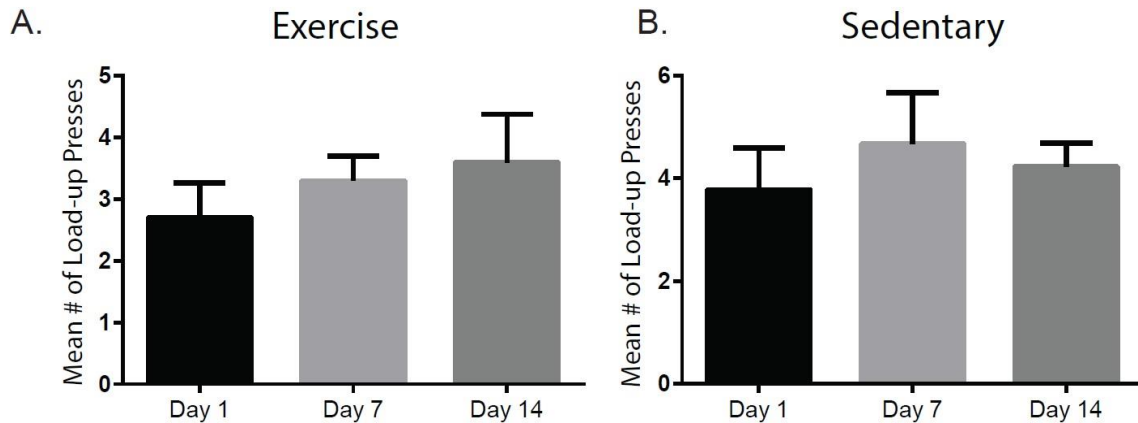 A.
Exercise
Mean # of Load-up Presses
5
4
3
2
1
0
Day 1
Day 7
Day 14
B.
Sedentary
Mean # of Load-up Presses
6
4
2
0
Day 1
Day 7
Day 14